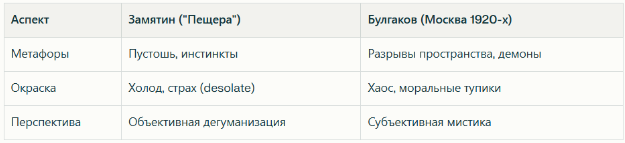 Аспект Замятин ("Пещера") Булгаков (Москва 1920-х)
Метафоры Пустошь, инстинкты Разрывы пространства, демоны
Окраска Холод, страх (desolate) Хаос, моральные тупики
Перспектива Объективная дегуманизация Субъективная мистика